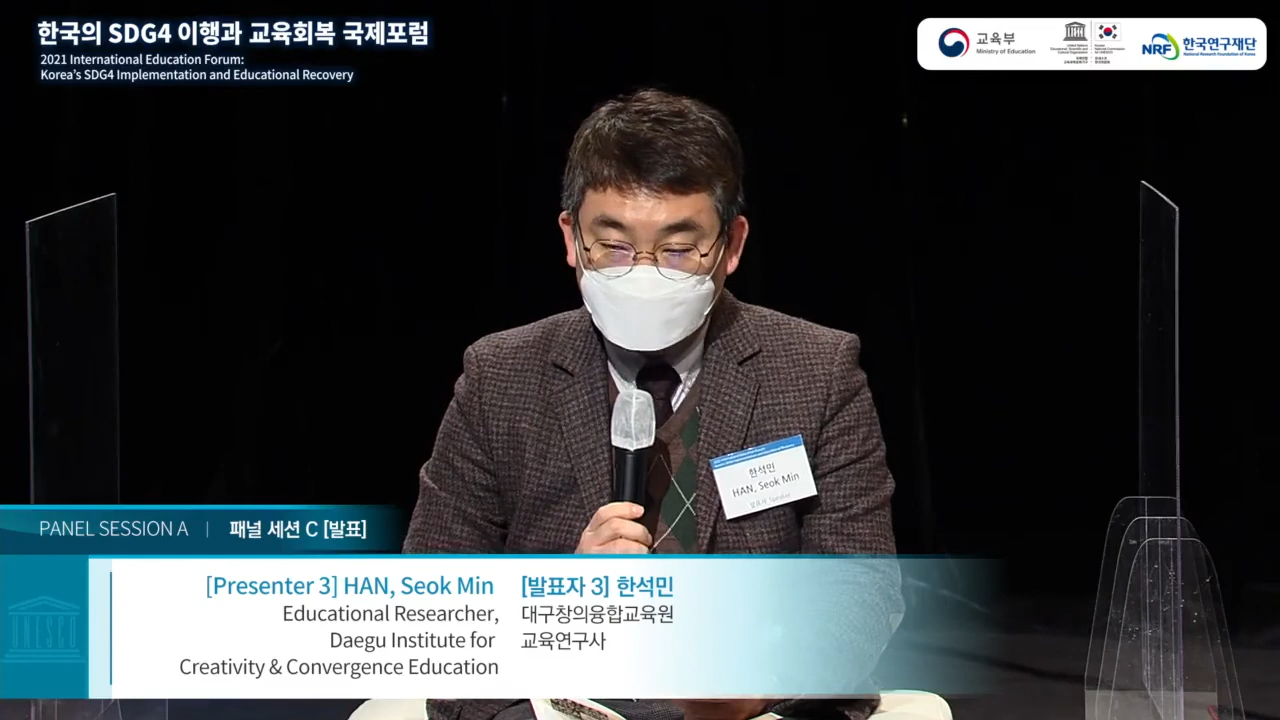 한국의 SDG4 이행과 교육회복 국제포럼
2021 International Education Forum:
Korea's SDG4 Implementation and Educational Recovery
교육부
Ministry of Education
NRF 한국연구재단
National Research Foundation of Korea
한석민
HAN, Seok Min
PANEL SESSION A | 패널 세션 C [발표]
[Presenter 3] HAN, Seok Min [발표자 3] 한석민
Educational Researcher, 대구창의융합교육원
Daegu Institute for 교육연구사
Creativity & Convergence Education
UNESCO